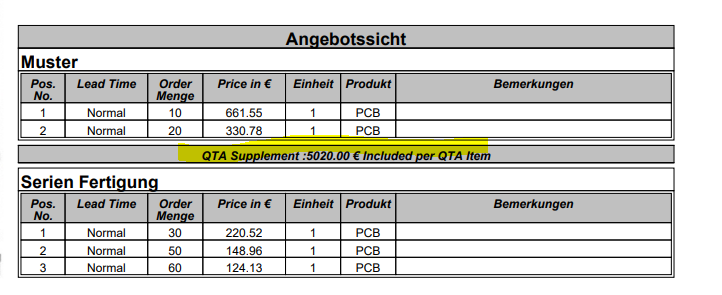 Angebotssicht
Muster
Pos. No. Lead Time Order Menge Price in € Einheit Produkt Bemerkungen
1 Normal 10 661.55 1 PCB
2 Normal 20 330.78 1 PCB
QTA Supplement :5020.00 € Included per QTA Item
Serien Fertigung
Pos. No. Lead Time Order Menge Price in € Einheit Produkt Bemerkungen
1 Normal 30 220.52 1 PCB
2 Normal 50 148.96 1 PCB
3 Normal 60 124.13 1 PCB